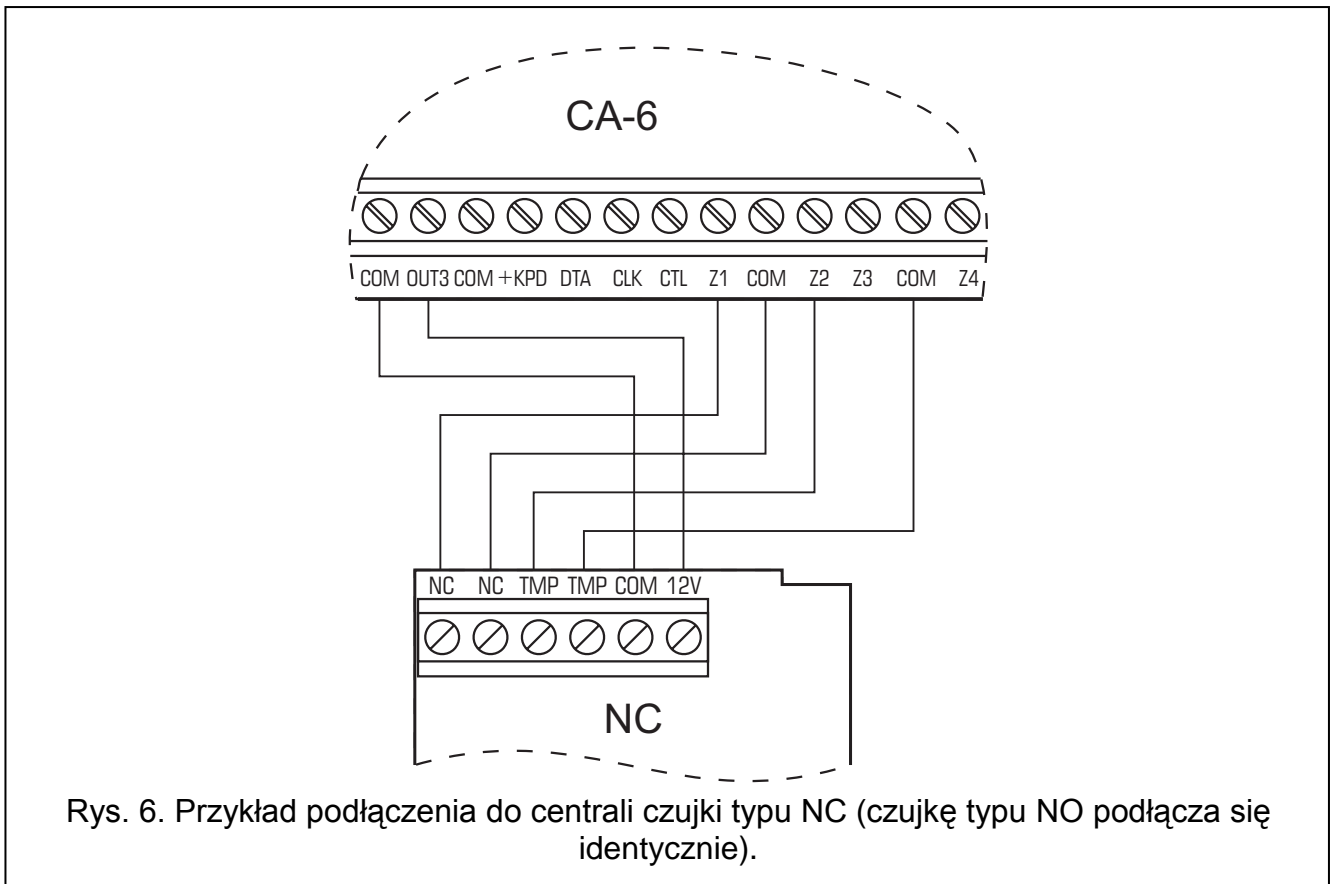 CA-6
COM OUT3 COM +KPD DTA CLK CTL Z1 COM Z2 Z3 COM Z4
NC NC TMP TMP COM 12V
NC
Rys. 6. Przykład podłączenia do centrali czujki typu NC (czujkę typu NO podłącza się
identycznie).